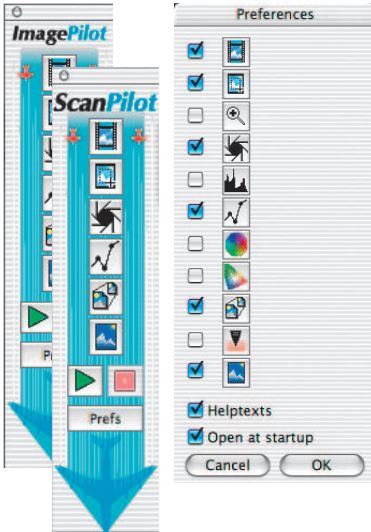 ImagePilot
ScanPilot
Prefs
Preferences
Helptexts
Open at startup
Cancel
OK